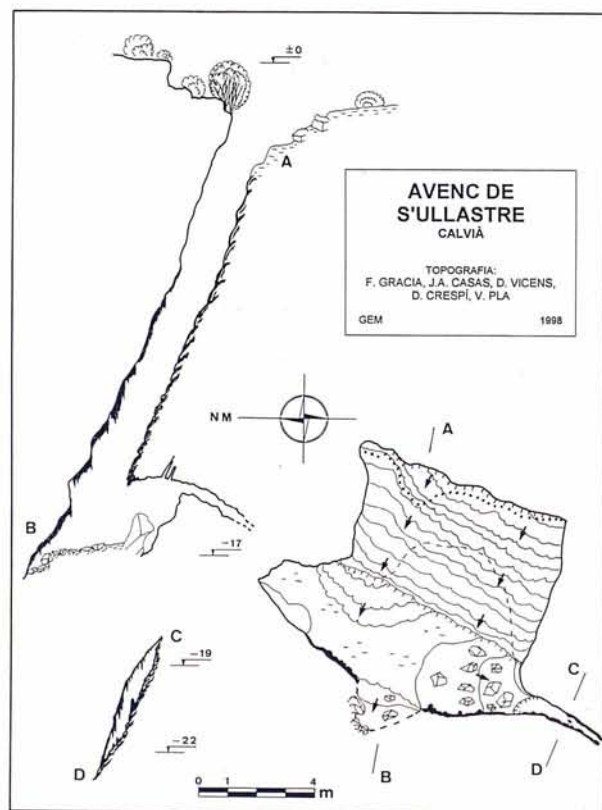 ±0
A
AVENC DE
S'ULLASTRE
CALVIÀ
TOPOGRAFIA:
F. GRACIA, J.A. CASAS, D. VICENS,
D. CRESPÍ, V. PLA
GEM 1998
NM
A
B
-17
C
-19
C
-22
D
B
D
0 1 4
m